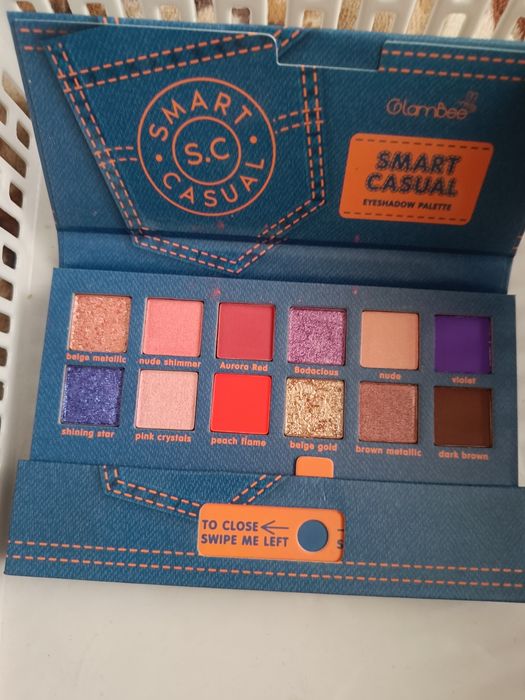 SMART
S.C
CASUAL
GlamBee
SMART
CASUAL
EYESHADOW PALETTE
beige metallic
nude shimmer
Aurora Red
Bodacious
nude
violet
shining star
pink crystals
peach flame
beige gold
brown metallic
dark brown
TO CLOSE
SWIPE ME LEFT